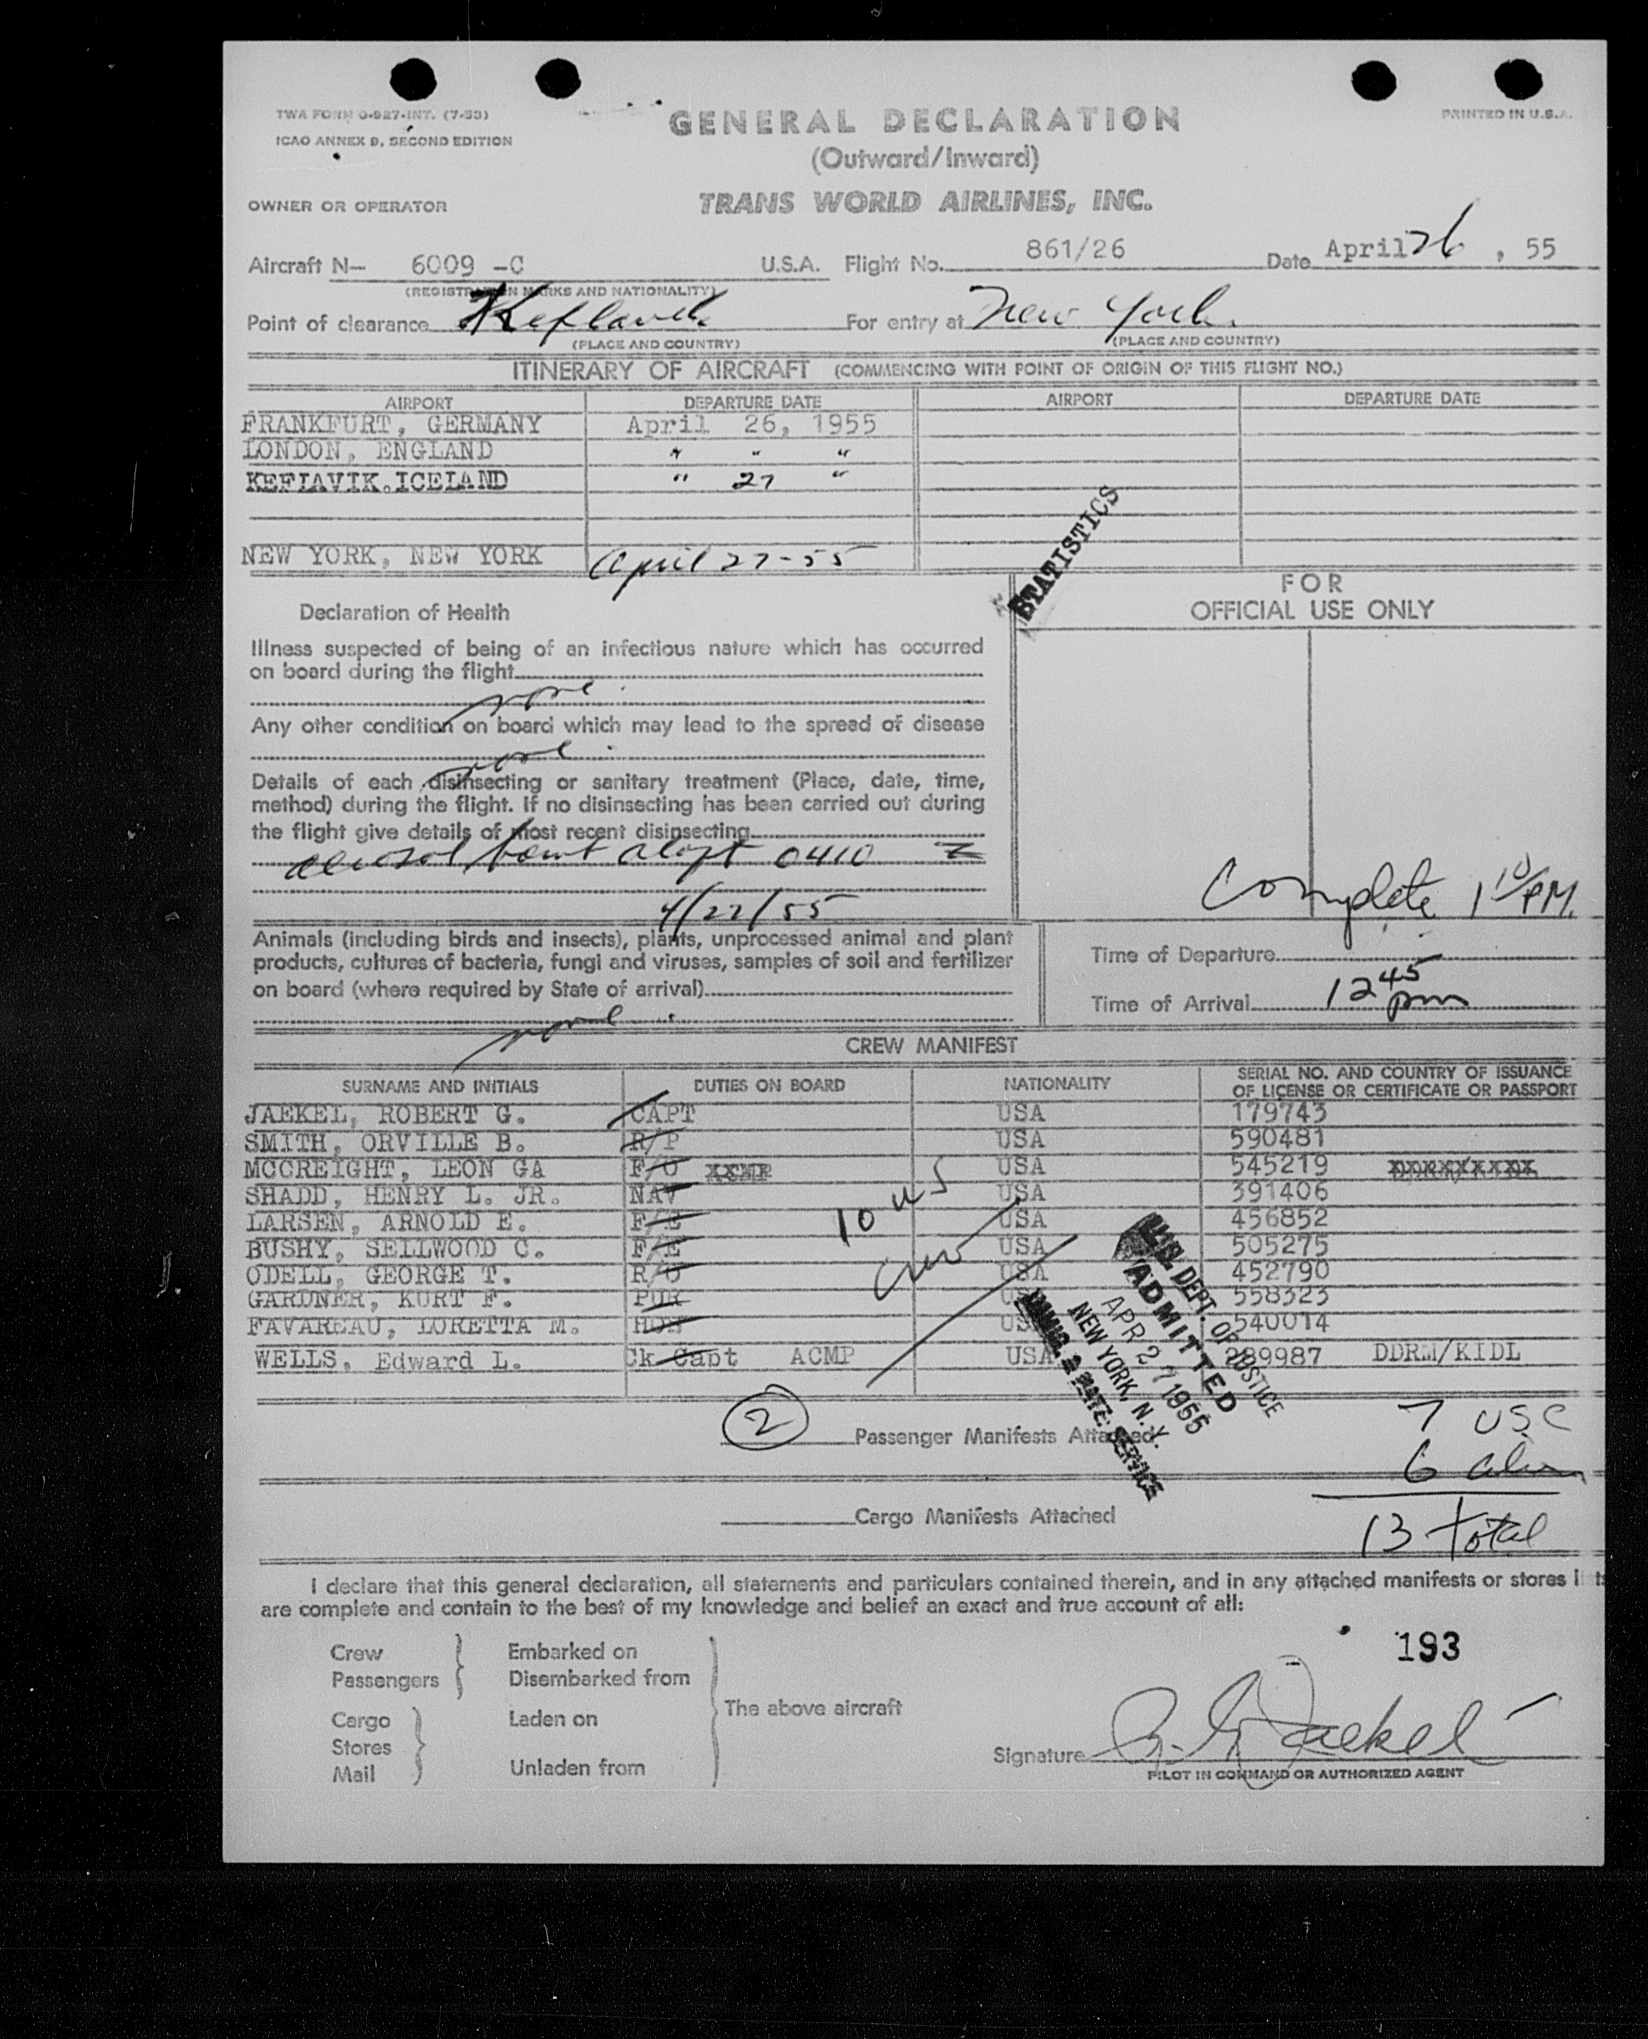 TWA FORM O-927-INT. (7-53)
ICAO ANNEX 9, SECOND EDITION
PRINTED IN U.S.A.
GENERAL DECLARATION
(Outward/Inward)
OWNER OR OPERATOR
TRANS WORLD AIRLINES, INC.
Aircraft N- 6009 -C U.S.A. Flight No. 861/26 Date April 26, 55
(REGISTRATION MARKS AND NATIONALITY)
Point of clearance Keflavik For entry at New York.
(PLACE AND COUNTRY) (PLACE AND COUNTRY)
ITINERARY OF AIRCRAFT (COMMENCING WITH POINT OF ORIGIN OF THIS FLIGHT NO.)
AIRPORT DEPARTURE DATE AIRPORT DEPARTURE DATE
FRANKFURT, GERMANY April 26, 1955
LONDON, ENGLAND " " "
KEFLAVIK.ICELAND " 27 "
NEW YORK, NEW YORK April 27-55
STATISTICS
Declaration of Health
FOR
OFFICIAL USE ONLY
Illness suspected of being of an infectious nature which has occurred
on board during the flight
none.
Any other condition on board which may lead to the spread of disease
none.
Details of each disinsecting or sanitary treatment (Place, date, time,
method) during the flight. If no disinsecting has been carried out during
the flight give details of most recent disinsecting
aerosol 0410 Z
4/27/55
Complete 1 10/PM.
Animals (including birds and insects), plants, unprocessed animal and plant
products, cultures of bacteria, fungi and viruses, samples of soil and fertilizer
on board (where required by State of arrival)
none.
Time of Departure
Time of Arrival 12 45 pm
CREW MANIFEST
SURNAME AND INITIALS DUTIES ON BOARD NATIONALITY SERIAL NO. AND COUNTRY OF ISSUANCE
OF LICENSE OR CERTIFICATE OR PASSPORT
JAEKEL, ROBERT G. CAPT USA 179743
SMITH, ORVILLE B. R/P USA 590481
MCCREIGHT, LEON GA F/O USA 545219
SHADD, HENRY L. JR. NAV USA 391406
LARSEN, ARNOLD E. F/E USA 456852
BUSHY, SELLWOOD C. F/E USA 505275
ODELL, GEORGE T. R/O USA 452790
GARDNER, KURT F. PUR USA 558323
FAVAREAU, LORETTA M. HOS USA 540014
WELLS, Edward L. Ck Capt ACMP USA 289987 DDRM/KIDL
10 US
Crew
U.S. DEPT. OF JUSTICE
ADMITTED
APR 27 1955
NEW YORK, N.Y.
IMMIG. & NATZ. SERVICE
2 Passenger Manifests Attached
7 USC
6 alien
13 total
Cargo Manifests Attached
I declare that this general declaration, all statements and particulars contained therein, and in any attached manifests or stores lists
are complete and contain to the best of my knowledge and belief an exact and true account of all:
193
Crew
Passengers
Embarked on
Disembarked from
The above aircraft
Cargo
Stores
Mail
Laden on
Unladen from
Signature R. G. Jaekel
PILOT IN COMMAND OR AUTHORIZED AGENT